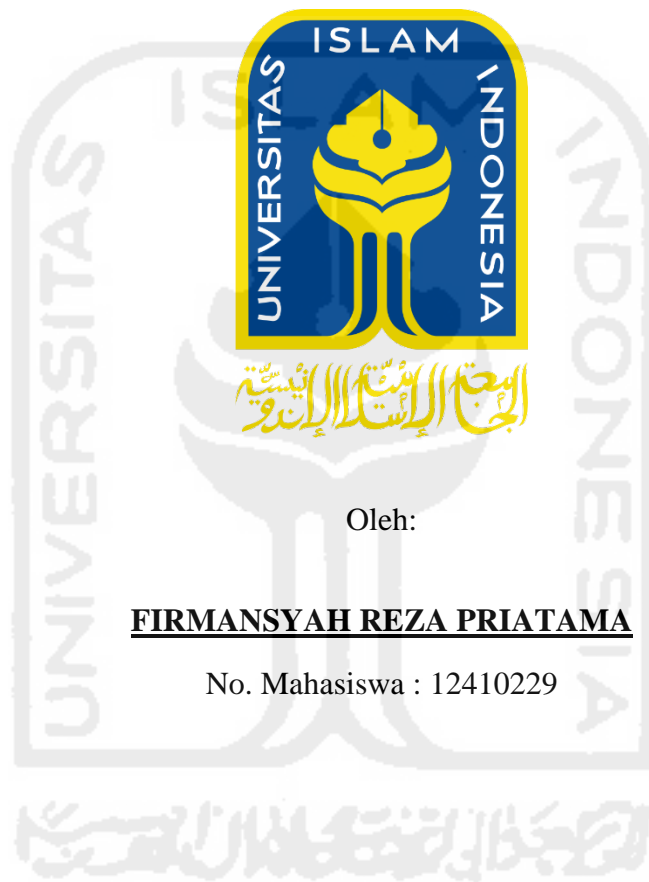 UNIVERSITAS ISLAM INDONESIA
الجامعة الإسلامية الإندونيسية
Oleh:
FIRMANSYAH REZA PRIATAMA
No. Mahasiswa : 12410229